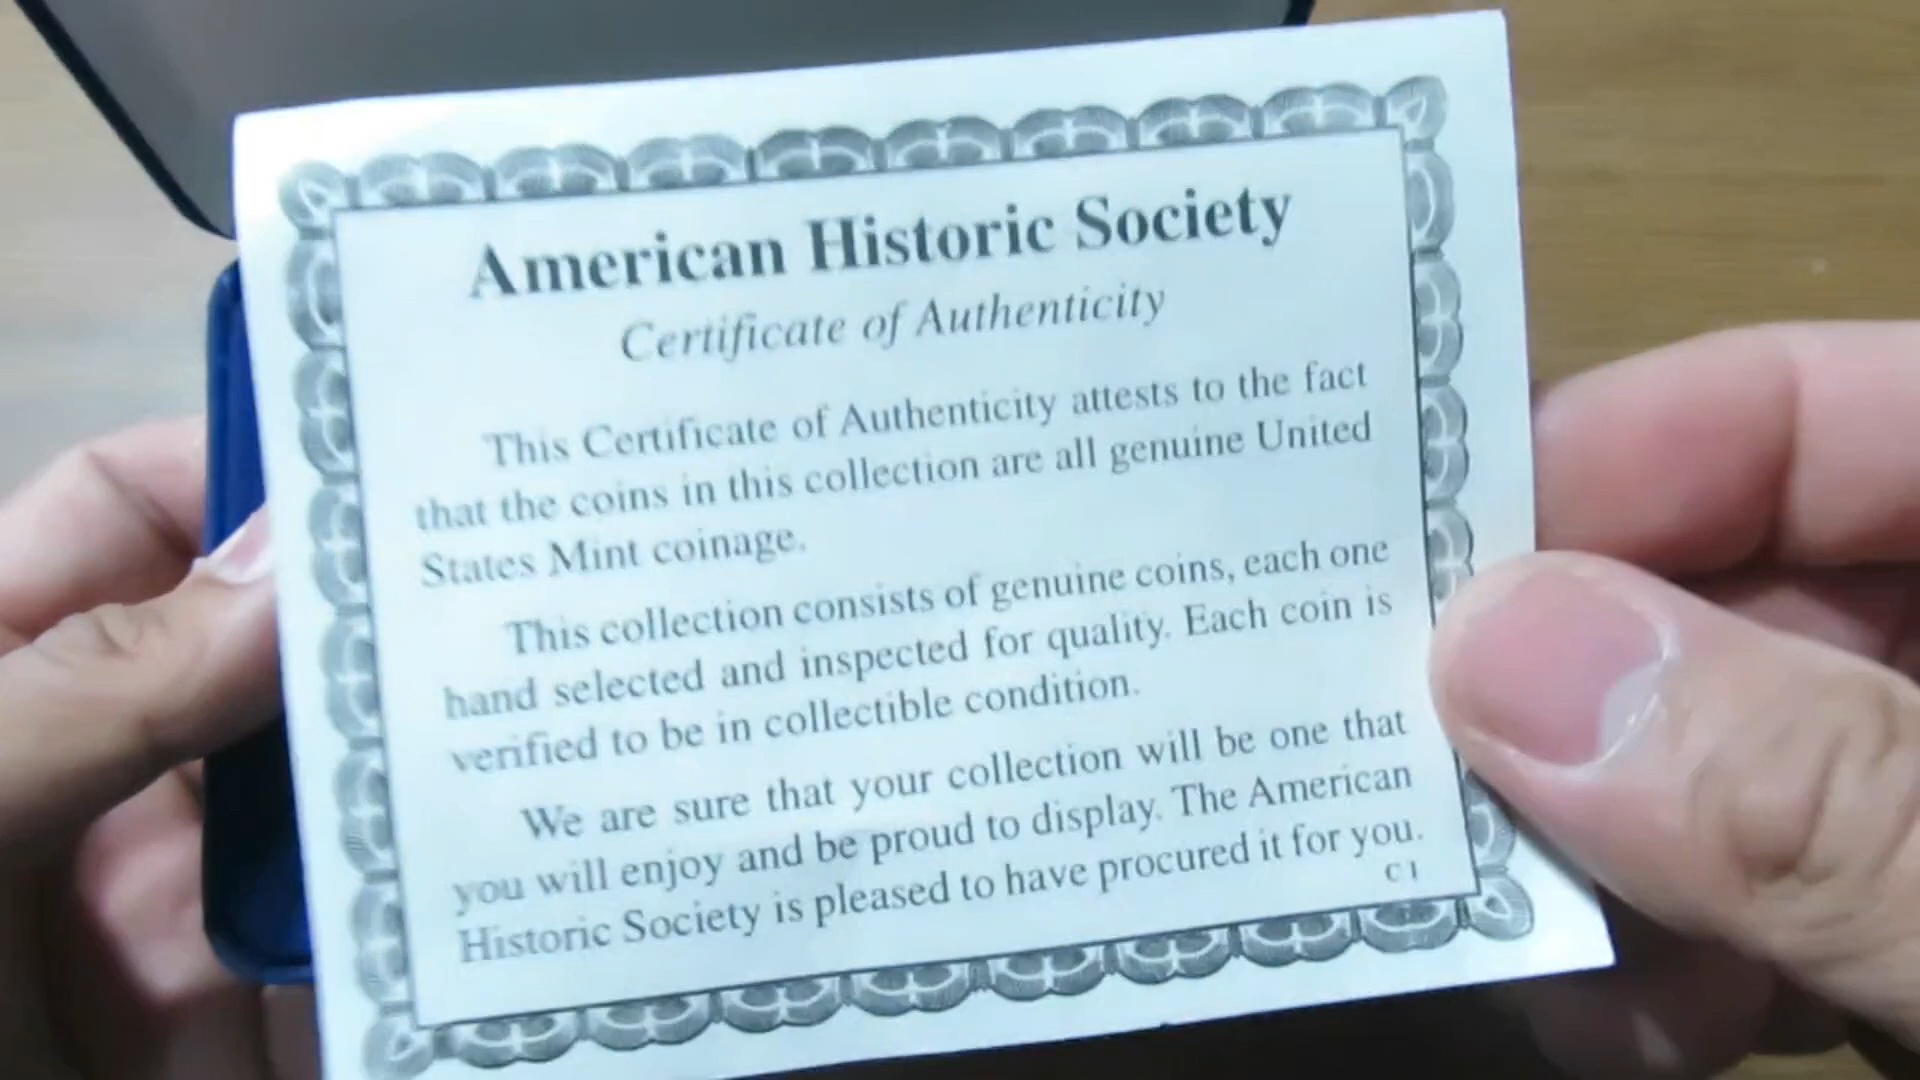 American Historic Society
Certificate of Authenticity
This Certificate of Authenticity attests to the fact
that the coins in this collection are all genuine United
States Mint coinage.
This collection consists of genuine coins, each one
hand selected and inspected for quality. Each coin is
verified to be in collectible condition.
We are sure that your collection will be one that
you will enjoy and be proud to display. The American
Historic Society is pleased to have procured it for you.
C1